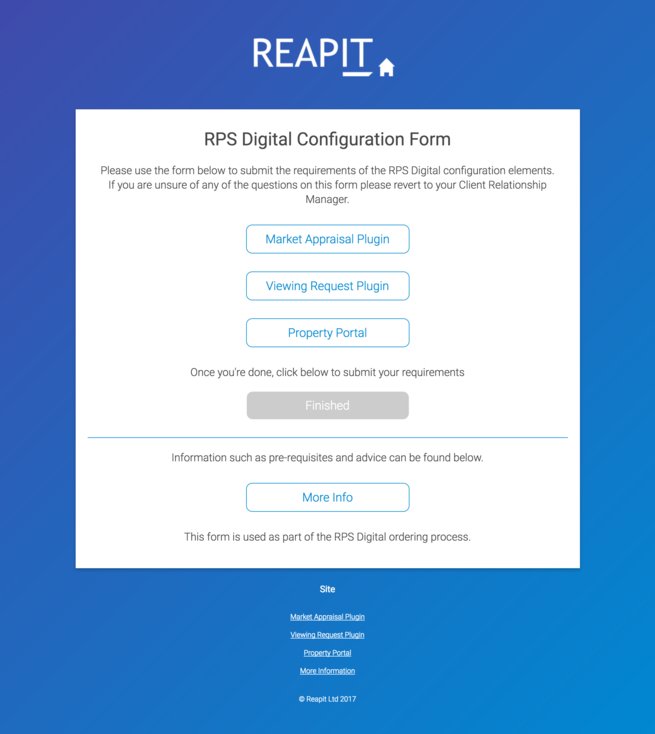 REAPIT
RPS Digital Configuration Form
Please use the form below to submit the requirements of the RPS Digital configuration elements.
If you are unsure of any of the questions on this form please revert to your Client Relationship
Manager.
Market Appraisal Plugin
Viewing Request Plugin
Property Portal
Once you're done, click below to submit your requirements
Finished
Information such as pre-requisites and advice can be found below.
More Info
This form is used as part of the RPS Digital ordering process.
Site
Market Appraisal Plugin
Viewing Request Plugin
Property Portal
More Information
© Reapit Ltd 2017